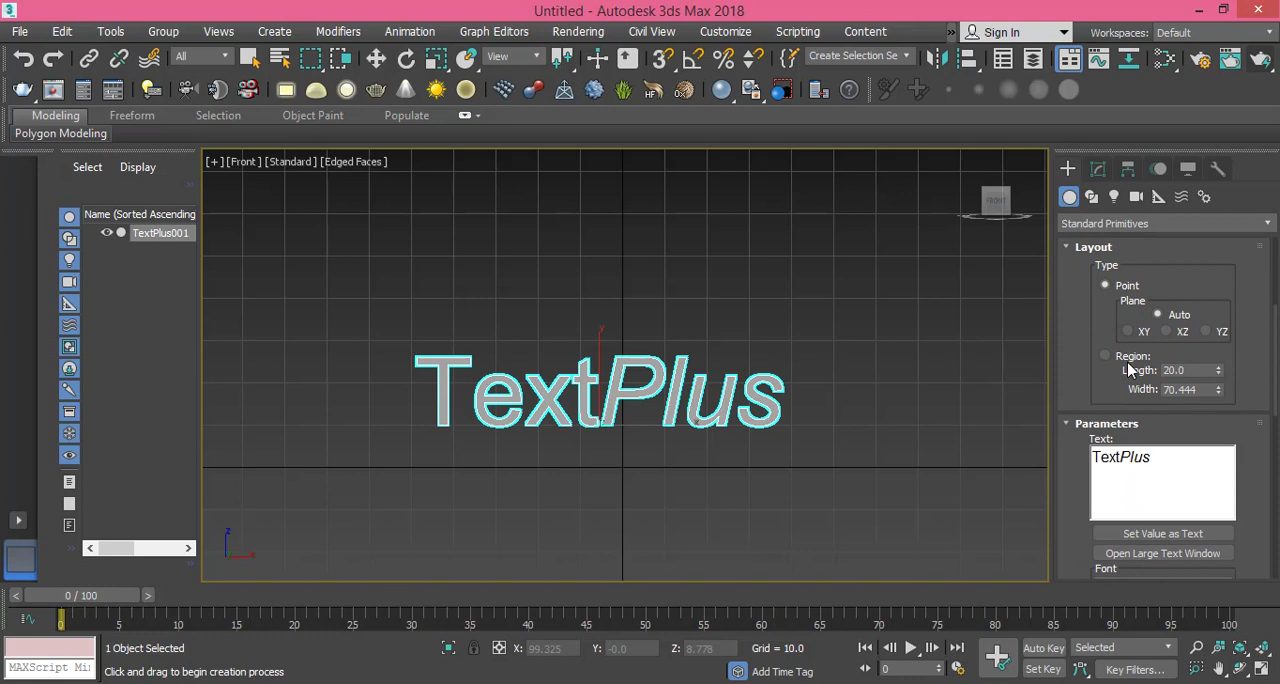 Untitled - Autodesk 3ds Max 2018
File Edit Tools Group Views Create Modifiers Animation Graph Editors Rendering Civil View Customize Scripting Content » Sign In Workspaces: Default
All View Create Selection Se
Modeling Freeform Selection Object Paint Populate
Polygon Modeling
Select Display
Name (Sorted Ascending
TextPlus001
[+] [Front] [Standard] [Edged Faces]
FRONT
TextPlus
y
z
x
Standard Primitives
Layout
Type
Point
Plane
Auto
XY XZ YZ
Region:
Length: 20.0
Width: 70.444
Parameters
Text:
TextPlus
Set Value as Text
Open Large Text Window
Font
< 0 / 100 >
0 5 10 15 20 25 30 35 40 45 50 55 60 65 70 75 80 85 90 95 100
1 Object Selected X: 99.325 Y: -0.0 Z: 8.778 Grid = 10.0 Auto Key Selected
MAXScript Mi: Click and drag to begin creation process Add Time Tag 0 Set Key Key Filters...